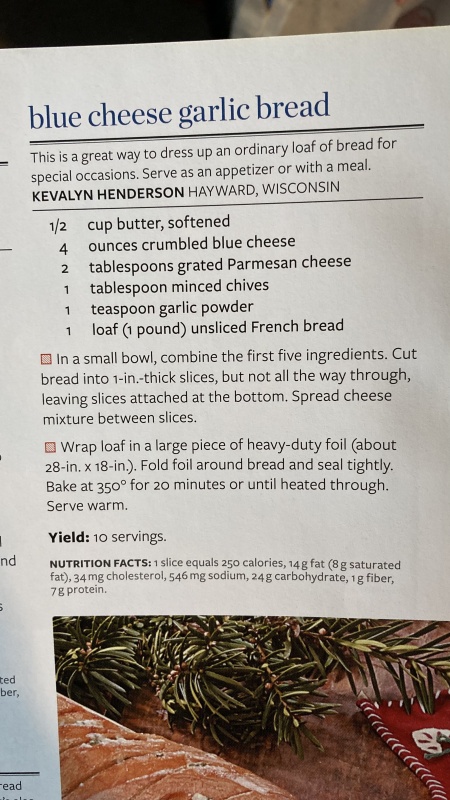 blue cheese garlic bread
This is a great way to dress up an ordinary loaf of bread for
special occasions. Serve as an appetizer or with a meal.
KEVALYN HENDERSON HAYWARD, WISCONSIN
1/2 cup butter, softened
4 ounces crumbled blue cheese
2 tablespoons grated Parmesan cheese
1 tablespoon minced chives
1 teaspoon garlic powder
1 loaf (1 pound) unsliced French bread
In a small bowl, combine the first five ingredients. Cut
bread into 1-in.-thick slices, but not all the way through,
leaving slices attached at the bottom. Spread cheese
mixture between slices.
Wrap loaf in a large piece of heavy-duty foil (about
28-in. x 18-in.). Fold foil around bread and seal tightly.
Bake at 350° for 20 minutes or until heated through.
Serve warm.
Yield: 10 servings.
NUTRITION FACTS: 1 slice equals 250 calories, 14 g fat (8 g saturated
fat), 34 mg cholesterol, 546 mg sodium, 24 g carbohydrate, 1 g fiber,
7 g protein.